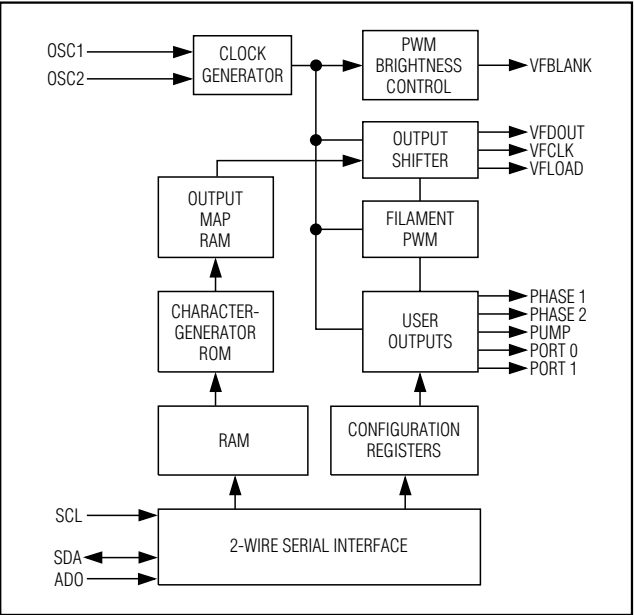 OSC1
OSC2
CLOCK
GENERATOR
PWM
BRIGHTNESS
CONTROL
VFBLANK
OUTPUT
SHIFTER
VFDOUT
VFCLK
VFLOAD
OUTPUT
MAP
RAM
FILAMENT
PWM
CHARACTER-
GENERATOR
ROM
USER
OUTPUTS
PHASE 1
PHASE 2
PUMP
PORT 0
PORT 1
RAM
CONFIGURATION
REGISTERS
SCL
SDA
ADO
2-WIRE SERIAL INTERFACE